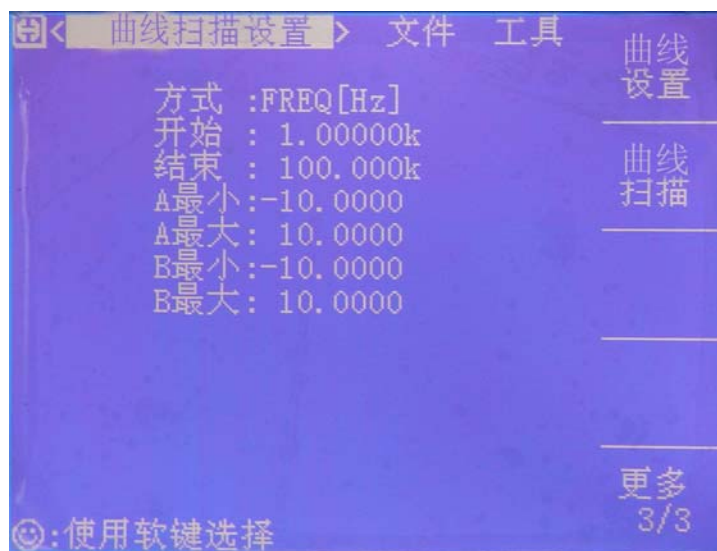 < 曲线扫描设置 > 文件 工具
方式 :FREQ[Hz]
开始 : 1.00000k
结束 : 100.000k
A最小:-10.0000
A最大: 10.0000
B最小:-10.0000
B最大: 10.0000
曲线
设置
曲线
扫描
更多
3/3
:使用软键选择